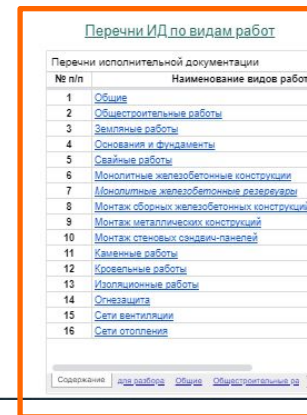 Перечни ИД по видам работ
Перечни исполнительной документации
№ п/п Наименование видов работ
1 Общие
2 Общестроительные работы
3 Земляные работы
4 Основания и фундаменты
5 Свайные работы
6 Монолитные железобетонные конструкции
7 Монолитные железобетонные резервуары
8 Монтаж сборных железобетонных конструкций
9 Монтаж металлических конструкций
10 Монтаж стеновых сэндвич-панелей
11 Каменные работы
12 Кровельные работы
13 Изоляционные работы
14 Огнезащита
15 Сети вентиляции
16 Сети отопления
Содержание для разбора Общие Общестроительные ра